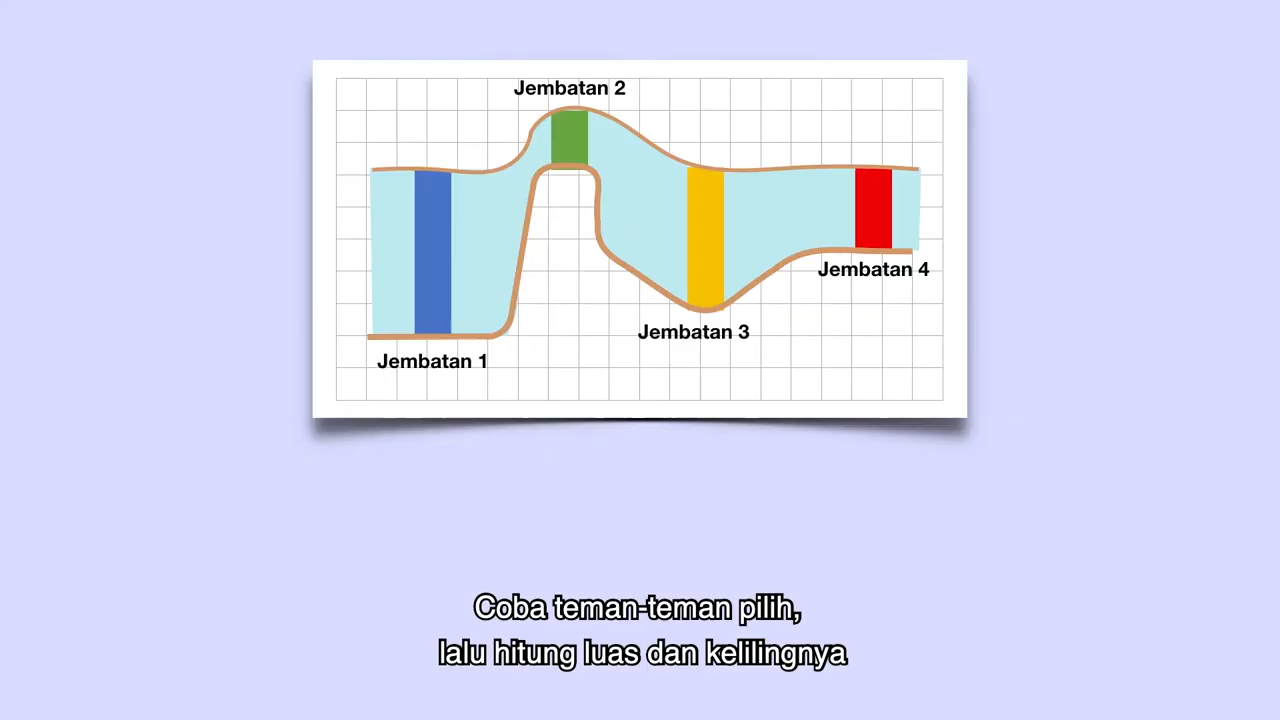 Jembatan 2
Jembatan 4
Jembatan 3
Jembatan 1
Coba teman-teman pilih,
lalu hitung luas dan kelilingnya